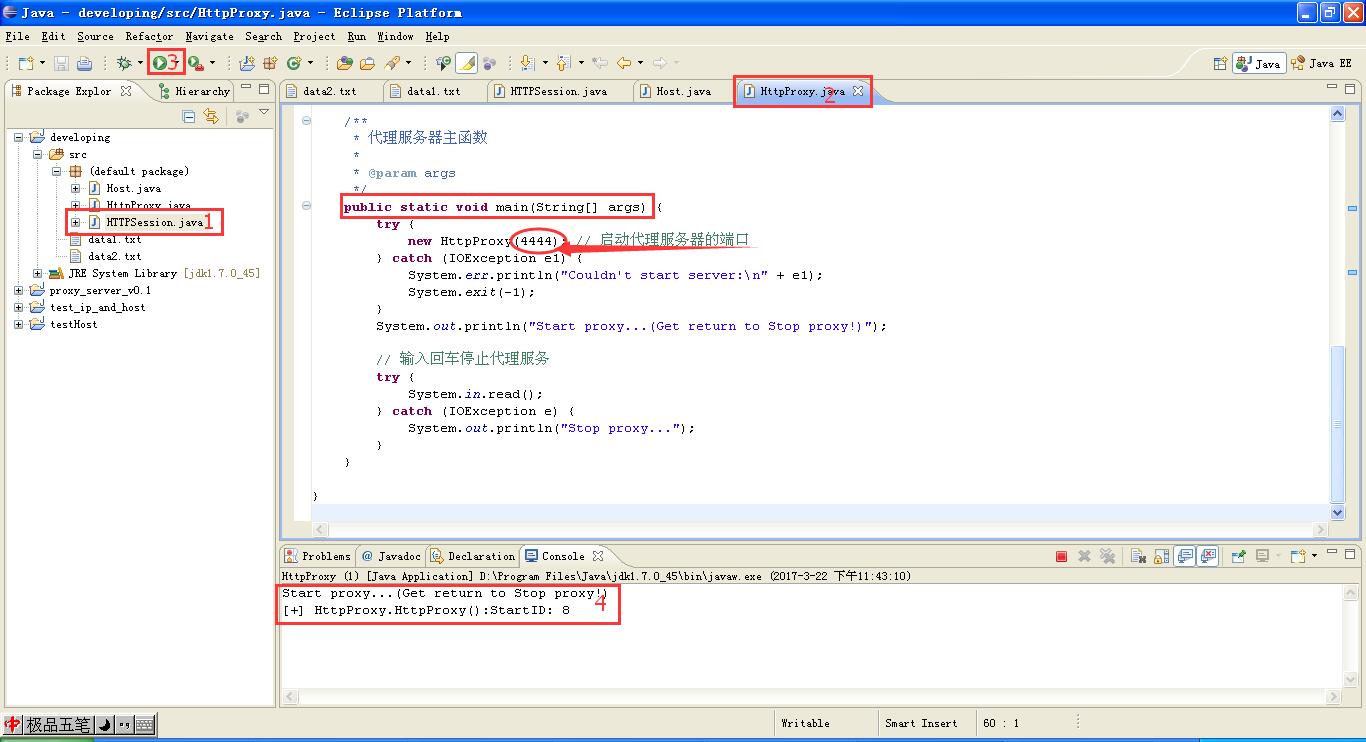 Java - developing/src/HttpProxy.java - Eclipse Platform
File Edit Source Refactor Navigate Search Project Run Window Help
3
Java Java EE
Package Explor Hierarchy
data2.txt data1.txt HTTPSession.java Host.java HttpProxy.java 2
developing
src
(default package)
Host.java
HttpProxy.java
HTTPSession.java 1
data1.txt
data2.txt
JRE System Library [jdk1.7.0_45]
proxy_server_v0.1
test_ip_and_host
testHost
/**
* 代理服务器主函数
*
* @param args
*/
public static void main(String[] args) {
try {
new HttpProxy(4444); // 启动代理服务器的端口
} catch (IOException e1) {
System.err.println("Couldn't start server:\n" + e1);
System.exit(-1);
}
System.out.println("Start proxy...(Get return to Stop proxy!)");
// 输入回车停止代理服务
try {
System.in.read();
} catch (IOException e) {
System.out.println("Stop proxy...");
}
}
}
Problems @ Javadoc Declaration Console
HttpProxy (1) [Java Application] D:\Program Files\Java\jdk1.7.0_45\bin\javaw.exe (2017-3-22 下午11:43:10)
Start proxy...(Get return to Stop proxy!)
[+] HttpProxy.HttpProxy():StartID: 8
4
中 极品五笔
Writable Smart Insert 60 : 1